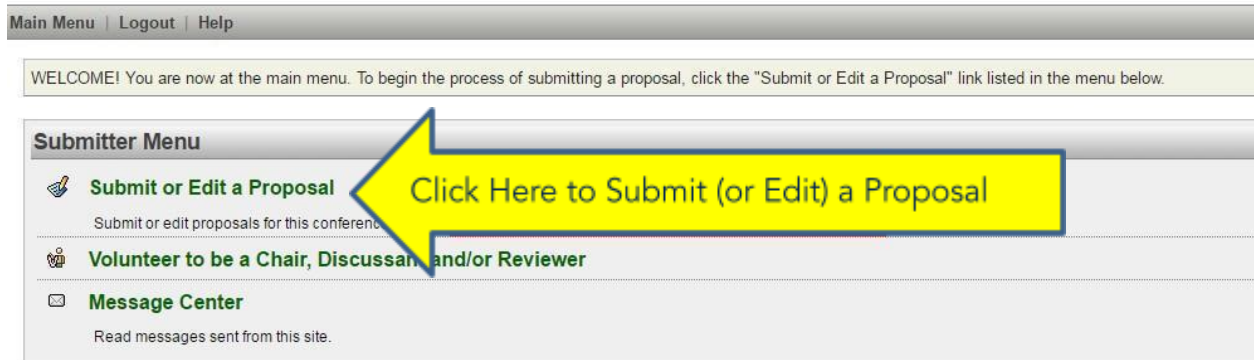 Main Menu | Logout | Help
WELCOME! You are now at the main menu. To begin the process of submitting a proposal, click the "Submit or Edit a Proposal" link listed in the menu below.
Submitter Menu
Submit or Edit a Proposal
Click Here to Submit (or Edit) a Proposal
Submit or edit proposals for this conferenc
Volunteer to be a Chair, Discussant and/or Reviewer
Message Center
Read messages sent from this site.